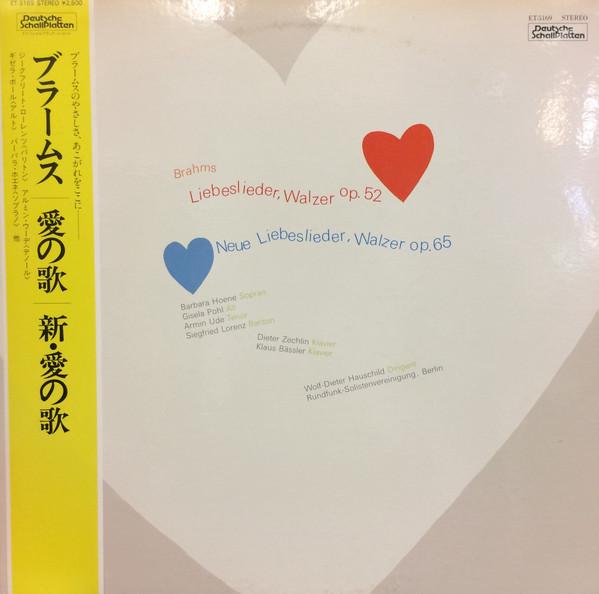 ET-5169 STEREO ¥2,500
Deutsche
Schallplatten
ブラームス｜愛の歌｜新・愛の歌
ブラームスのやさしさ、あこがれをここに――
ジークフリート・ローレンツ〈バリトン〉 アルミン・ウーデ〈テノール〉
ギゼラ・ポール〈アルト〉 バーバラ・ホエネ〈ソプラノ〉 他
ET-5169 STEREO
Deutsche
Schallplatten
Brahms
Liebeslieder, Walzer op. 52
Neue Liebeslieder, Walzer op.65
Barbara Hoene Sopran
Gisela Pohl Alt
Armin Ude Tenor
Siegfried Lorenz Bariton
Dieter Zechlin Klavier
Klaus Bässler Klavier
Wolf-Dieter Hauschild Dirigent
Rundfunk-Solistenvereinigung, Berlin